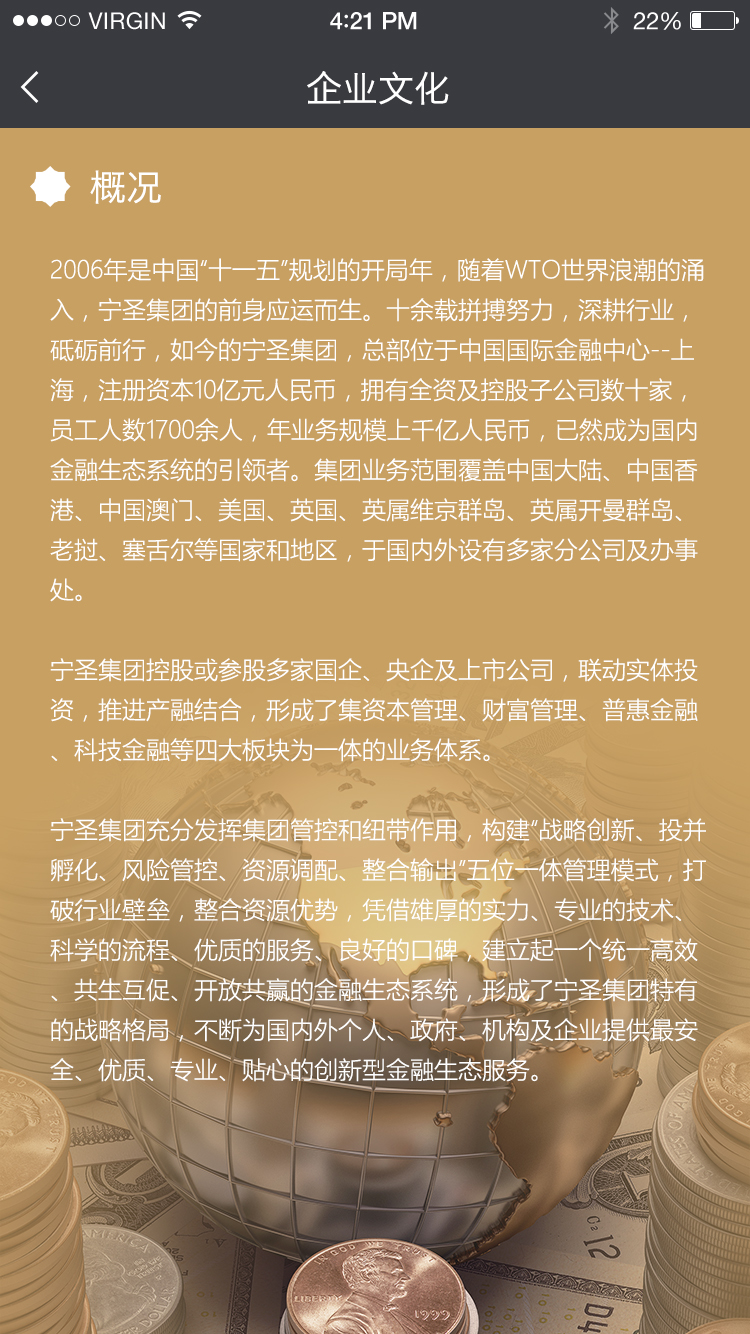 VIRGIN 4:21 PM 22%
企业文化
概况
2006年是中国“十一五”规划的开局年，随着WTO世界浪潮的涌
入，宁圣集团的前身应运而生。十余载拼搏努力，深耕行业，
砥砺前行，如今的宁圣集团，总部位于中国国际金融中心--上
海，注册资本10亿元人民币，拥有全资及控股子公司数十家，
员工人数1700余人，年业务规模上千亿人民币，已然成为国内
金融生态系统的引领者。集团业务范围覆盖中国大陆、中国香
港、中国澳门、美国、英国、英属维京群岛、英属开曼群岛、
老挝、塞舌尔等国家和地区，于国内外设有多家分公司及办事
处。
宁圣集团控股或参股多家国企、央企及上市公司，联动实体投
资，推进产融结合，形成了集资本管理、财富管理、普惠金融
、科技金融等四大板块为一体的业务体系。
宁圣集团充分发挥集团管控和纽带作用，构建“战略创新、投并
孵化、风险管控、资源调配、整合输出”五位一体管理模式，打
破行业壁垒，整合资源优势，凭借雄厚的实力、专业的技术、
科学的流程、优质的服务、良好的口碑，建立起一个统一高效
、共生互促、开放共赢的金融生态系统，形成了宁圣集团特有
的战略格局，不断为国内外个人、政府、机构及企业提供最安
全、优质、专业、贴心的创新型金融生态服务。
IN GOD WE TRUST
LIBERTY
1999